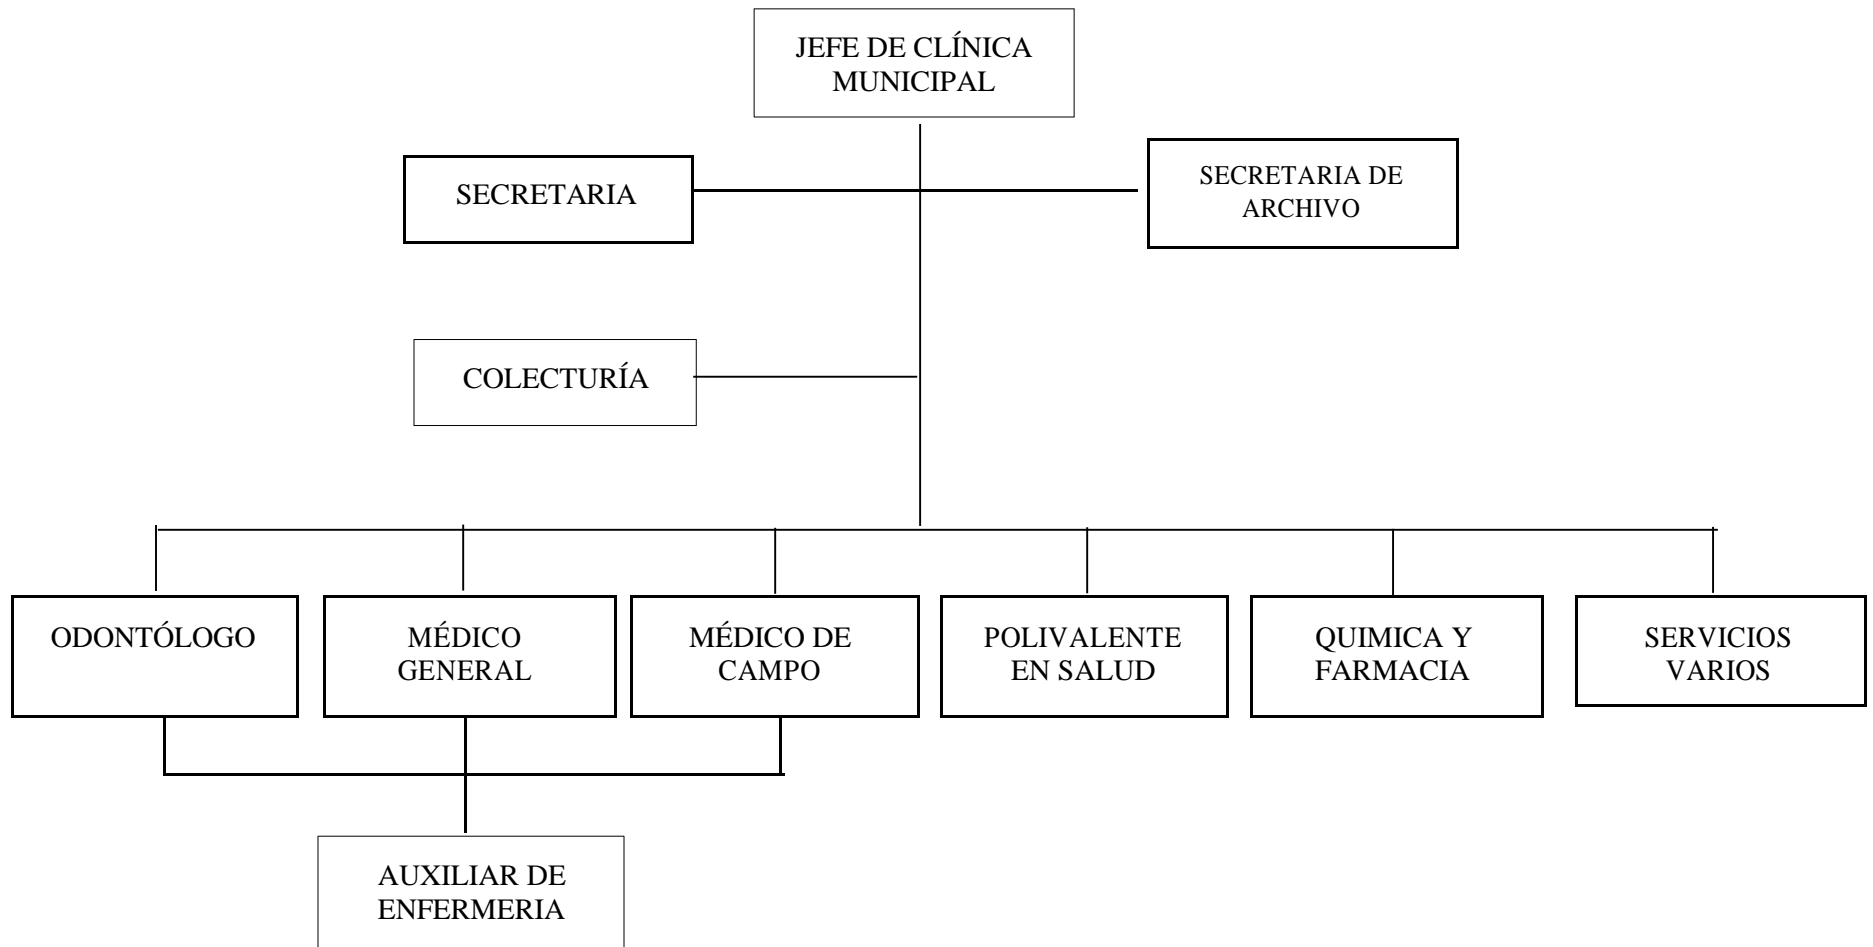 JEFE DE CLÍNICA
MUNICIPAL
SECRETARIA
SECRETARIA DE
ARCHIVO
COLECTURÍA
ODONTÓLOGO
MÉDICO
GENERAL
MÉDICO DE
CAMPO
POLIVALENTE
EN SALUD
QUIMICA Y
FARMACIA
SERVICIOS
VARIOS
AUXILIAR DE
ENFERMERIA